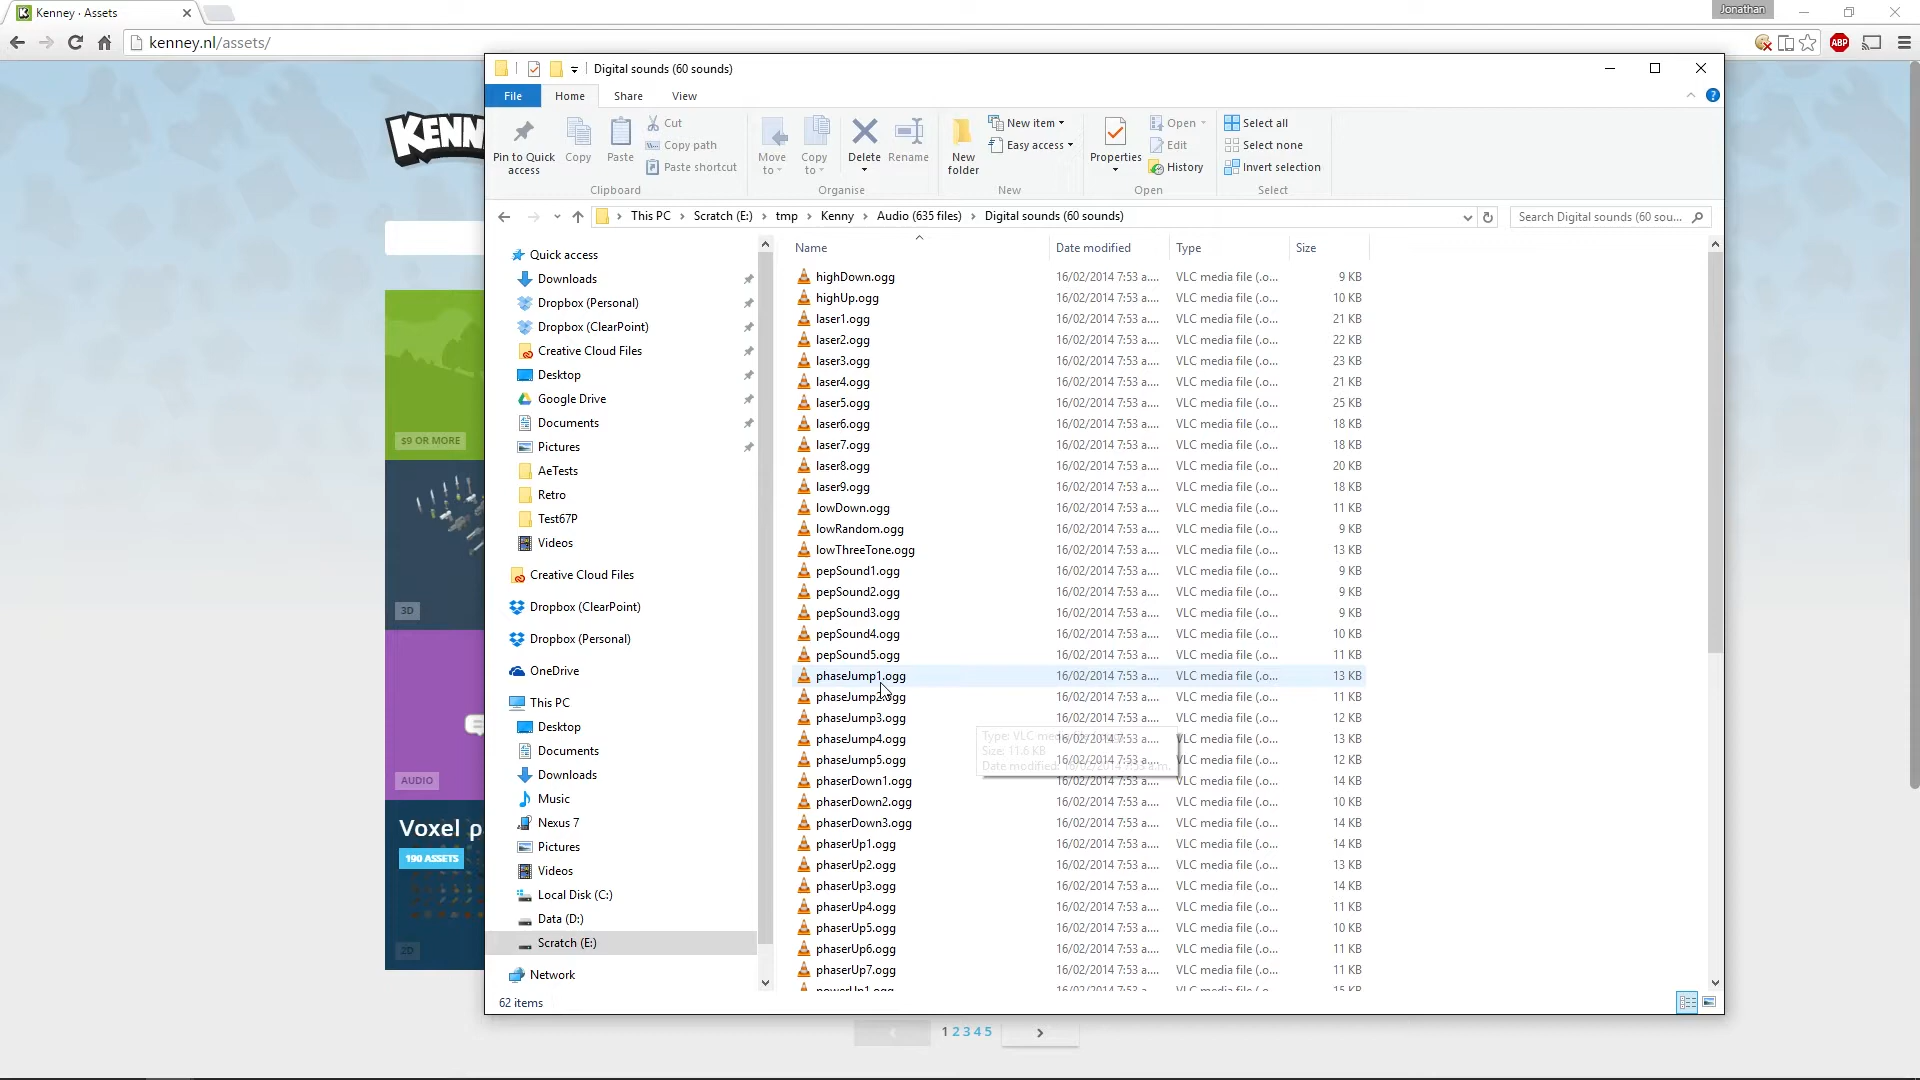 Kenney · Assets
Jonathan
kenney.nl/assets/
ABP
Digital sounds (60 sounds)
File Home Share View
Pin to Quick access
Copy
Paste
Cut
Copy path
Paste shortcut
Move to
Copy to
Delete
Rename
New folder
New item
Easy access
Properties
Open
Edit
History
Select all
Select none
Invert selection
Clipboard Organise New Open Select
This PC Scratch (E:) tmp Kenny Audio (635 files) Digital sounds (60 sounds)
Search Digital sounds (60 sou...
Quick access
Downloads
Dropbox (Personal)
Dropbox (ClearPoint)
Creative Cloud Files
Desktop
Google Drive
Documents
Pictures
AeTests
Retro
Test67P
Videos
Creative Cloud Files
Dropbox (ClearPoint)
Dropbox (Personal)
OneDrive
This PC
Desktop
Documents
Downloads
Music
Nexus 7
Pictures
Videos
Local Disk (C:)
Data (D:)
Scratch (E:)
Network
Name Date modified Type Size
highDown.ogg 16/02/2014 7:53 a.... VLC media file (.o... 9 KB
highUp.ogg 16/02/2014 7:53 a.... VLC media file (.o... 10 KB
laser1.ogg 16/02/2014 7:53 a.... VLC media file (.o... 21 KB
laser2.ogg 16/02/2014 7:53 a.... VLC media file (.o... 22 KB
laser3.ogg 16/02/2014 7:53 a.... VLC media file (.o... 23 KB
laser4.ogg 16/02/2014 7:53 a.... VLC media file (.o... 21 KB
laser5.ogg 16/02/2014 7:53 a.... VLC media file (.o... 25 KB
laser6.ogg 16/02/2014 7:53 a.... VLC media file (.o... 18 KB
laser7.ogg 16/02/2014 7:53 a.... VLC media file (.o... 18 KB
laser8.ogg 16/02/2014 7:53 a.... VLC media file (.o... 20 KB
laser9.ogg 16/02/2014 7:53 a.... VLC media file (.o... 18 KB
lowDown.ogg 16/02/2014 7:53 a.... VLC media file (.o... 11 KB
lowRandom.ogg 16/02/2014 7:53 a.... VLC media file (.o... 9 KB
lowThreeTone.ogg 16/02/2014 7:53 a.... VLC media file (.o... 13 KB
pepSound1.ogg 16/02/2014 7:53 a.... VLC media file (.o... 9 KB
pepSound2.ogg 16/02/2014 7:53 a.... VLC media file (.o... 9 KB
pepSound3.ogg 16/02/2014 7:53 a.... VLC media file (.o... 9 KB
pepSound4.ogg 16/02/2014 7:53 a.... VLC media file (.o... 10 KB
pepSound5.ogg 16/02/2014 7:53 a.... VLC media file (.o... 11 KB
phaseJump1.ogg 16/02/2014 7:53 a.... VLC media file (.o... 13 KB
phaseJump2.ogg 16/02/2014 7:53 a.... VLC media file (.o... 11 KB
phaseJump3.ogg 16/02/2014 7:53 a.... VLC media file (.o... 12 KB
phaseJump4.ogg 16/02/2014 7:53 a.... VLC media file (.o... 13 KB
phaseJump5.ogg 16/02/2014 7:53 a.... VLC media file (.o... 12 KB
phaserDown1.ogg 16/02/2014 7:53 a.... VLC media file (.o... 14 KB
phaserDown2.ogg 16/02/2014 7:53 a.... VLC media file (.o... 10 KB
phaserDown3.ogg 16/02/2014 7:53 a.... VLC media file (.o... 14 KB
phaserUp1.ogg 16/02/2014 7:53 a.... VLC media file (.o... 14 KB
phaserUp2.ogg 16/02/2014 7:53 a.... VLC media file (.o... 13 KB
phaserUp3.ogg 16/02/2014 7:53 a.... VLC media file (.o... 14 KB
phaserUp4.ogg 16/02/2014 7:53 a.... VLC media file (.o... 11 KB
phaserUp5.ogg 16/02/2014 7:53 a.... VLC media file (.o... 10 KB
phaserUp6.ogg 16/02/2014 7:53 a.... VLC media file (.o... 11 KB
phaserUp7.ogg 16/02/2014 7:53 a.... VLC media file (.o... 11 KB
powerUp1.ogg 16/02/2014 7:53 a.... VLC media file (.o... 15 KB
Size: 11.6 KB
62 items
KENN
$9 OR MORE
3D
AUDIO
Voxel p
190 ASSETS
2D
1 2 3 4 5